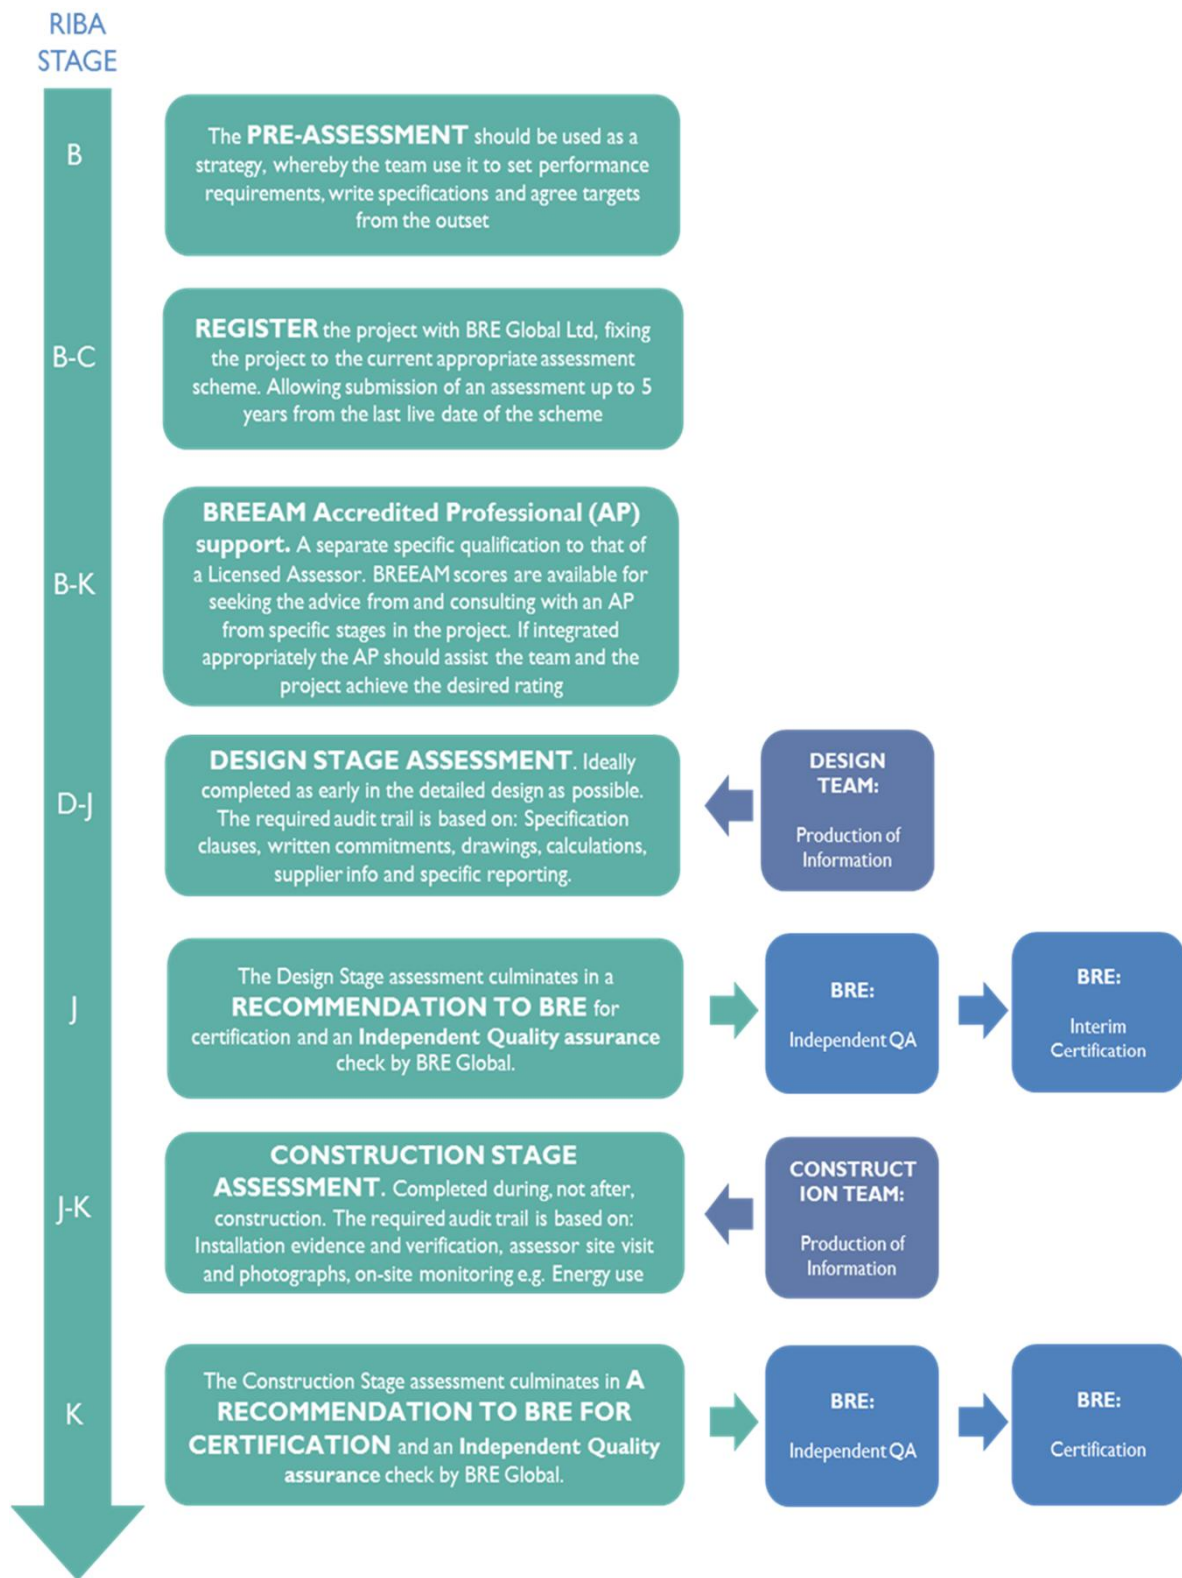 RIBA
STAGE
B
The PRE-ASSESSMENT should be used as a
strategy, whereby the team use it to set performance
requirements, write specifications and agree targets
from the outset
B-C
REGISTER the project with BRE Global Ltd, fixing
the project to the current appropriate assessment
scheme. Allowing submission of an assessment up to 5
years from the last live date of the scheme
B-K
BREEAM Accredited Professional (AP)
support. A separate specific qualification to that of
a Licensed Assessor. BREEAM scores are available for
seeking the advice from and consulting with an AP
from specific stages in the project. If integrated
appropriately the AP should assist the team and the
project achieve the desired rating
D-J
DESIGN STAGE ASSESSMENT. Ideally
completed as early in the detailed design as possible.
The required audit trail is based on: Specification
clauses, written commitments, drawings, calculations,
supplier info and specific reporting.
DESIGN
TEAM:
Production of
Information
J
The Design Stage assessment culminates in a
RECOMMENDATION TO BRE for
certification and an Independent Quality assurance
check by BRE Global.
BRE:
Independent QA
BRE:
Interim
Certification
J-K
CONSTRUCTION STAGE
ASSESSMENT. Completed during, not after,
construction. The required audit trail is based on:
Installation evidence and verification, assessor site visit
and photographs, on-site monitoring e.g. Energy use
CONSTRUCT
ION TEAM:
Production of
Information
K
The Construction Stage assessment culminates in A
RECOMMENDATION TO BRE FOR
CERTIFICATION and an Independent Quality
assurance check by BRE Global.
BRE:
Independent QA
BRE:
Certification